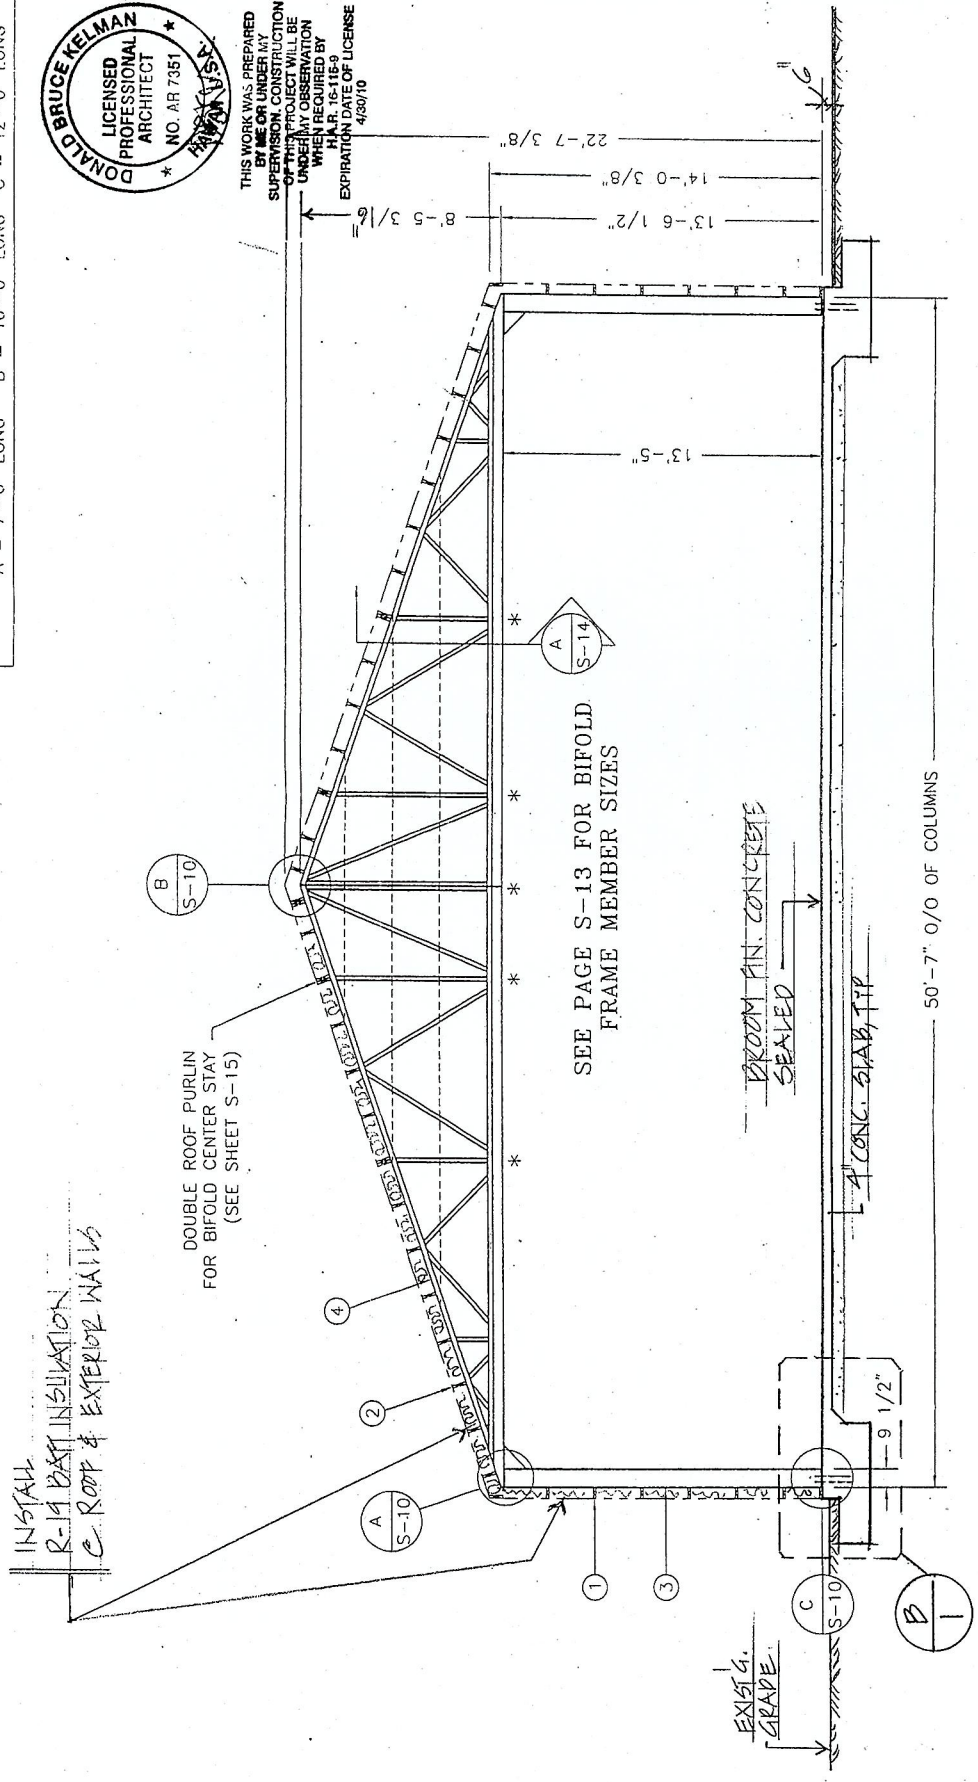 DONALD BRUCE KELMAN
LICENSED
PROFESSIONAL
ARCHITECT
NO. AR 7351
HAWAII U.S.A.
THIS WORK WAS PREPARED
BY ME OR UNDER MY
SUPERVISION. CONSTRUCTION
OF THIS PROJECT WILL BE
UNDER MY OBSERVATION
WHEN REQUIRED BY
H.A.R. 16-115-9
EXPIRATION DATE OF LICENSE
4/30/10
INSTALL
R-19 BATT INSULATION
@ ROOF & EXTERIOR WALLS
DOUBLE ROOF PURLIN
FOR BIFOLD CENTER STAY
(SEE SHEET S-15)
B
S-10
A
S-10
2
4
1
3
8'-5 3/16"
22'-7 3/8"
14'-0 3/8"
13'-6 1/2"
13'-5"
6"
* * * * *
A
S-14
SEE PAGE S-13 FOR BIFOLD
FRAME MEMBER SIZES
BROOM FIN. CONCRETE
SEALED
4" CONC. SLAB, TYP
EXIST'G.
GRADE
C
S-10
B
1
9 1/2"
50'-7" O/O OF COLUMNS